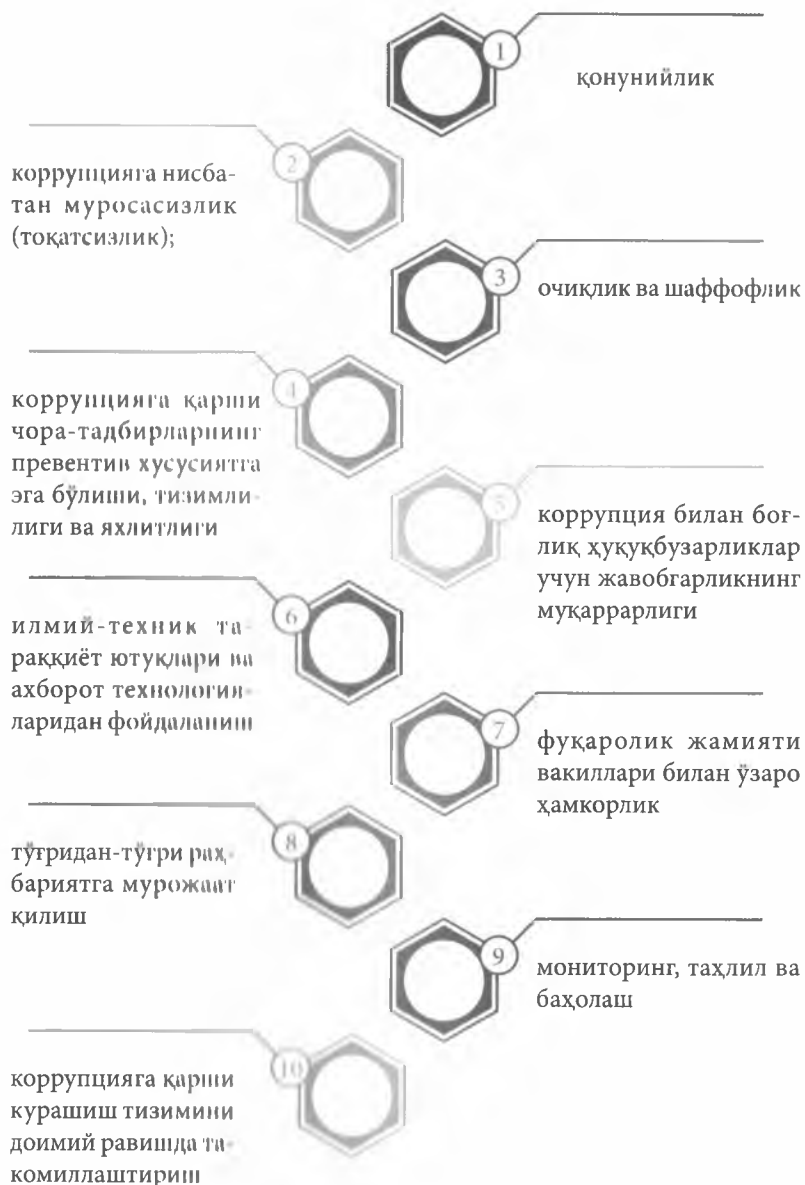 1
қонунийлик
2
коррупцияга нисба-
тан муросасизлик
(тоқатсизлик);
3
очиқлик ва шаффофлик
4
коррупцияга қарши
чора-тадбирларнинг
превентив хусусиятга
эга бўлиши, тизимли-
лиги ва яхлитлиги
5
коррупция билан боғ-
лиқ ҳуқуқбузарликлар
учун жавобгарликнинг
муқаррарлиги
6
илмий-техник та-
раққиёт ютуқлари ва
ахборот технология-
ларидан фойдаланиш
7
фуқаролик жамияти
вакиллари билан ўзаро
ҳамкорлик
8
тўғридан-тўғри раҳ-
бариятга мурожаат
қилиш
9
мониторинг, таҳлил ва
баҳолаш
10
коррупцияга қарши
курашиш тизимини
доимий равишда та-
комиллаштириш